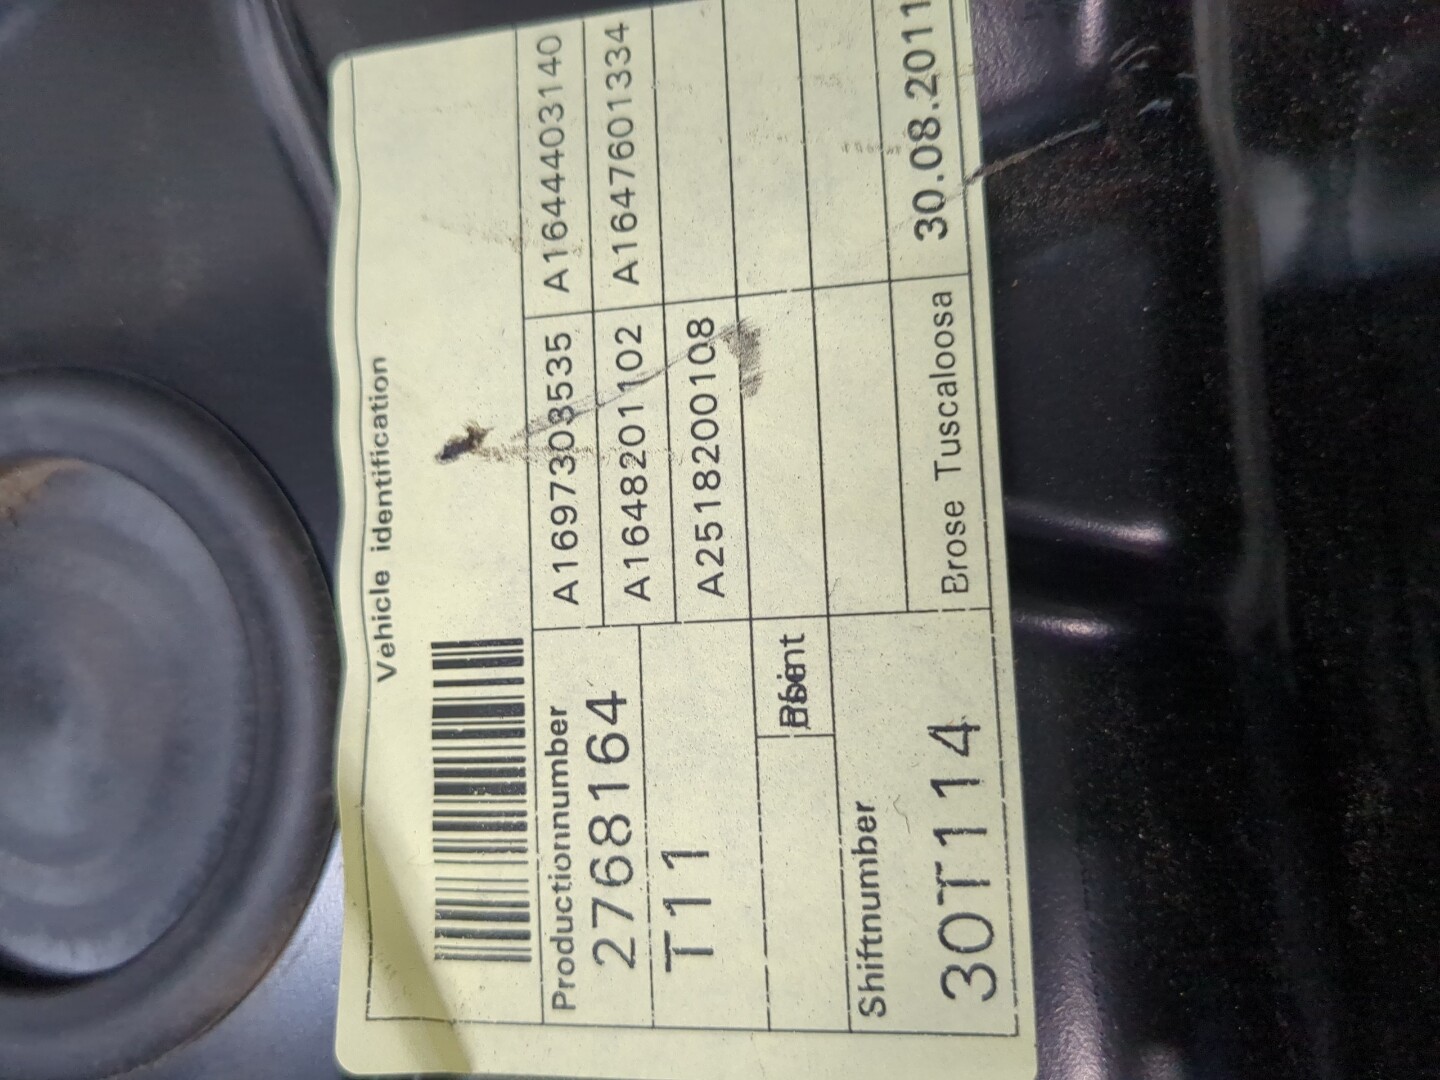 Vehicle identification
Productionnumber
2768164
T11
A1697303535 A1644403140
A1648201102 A1647601334
A2518200108
Shiftnumber
30T114
Brose Tuscaloosa 30.08.2011